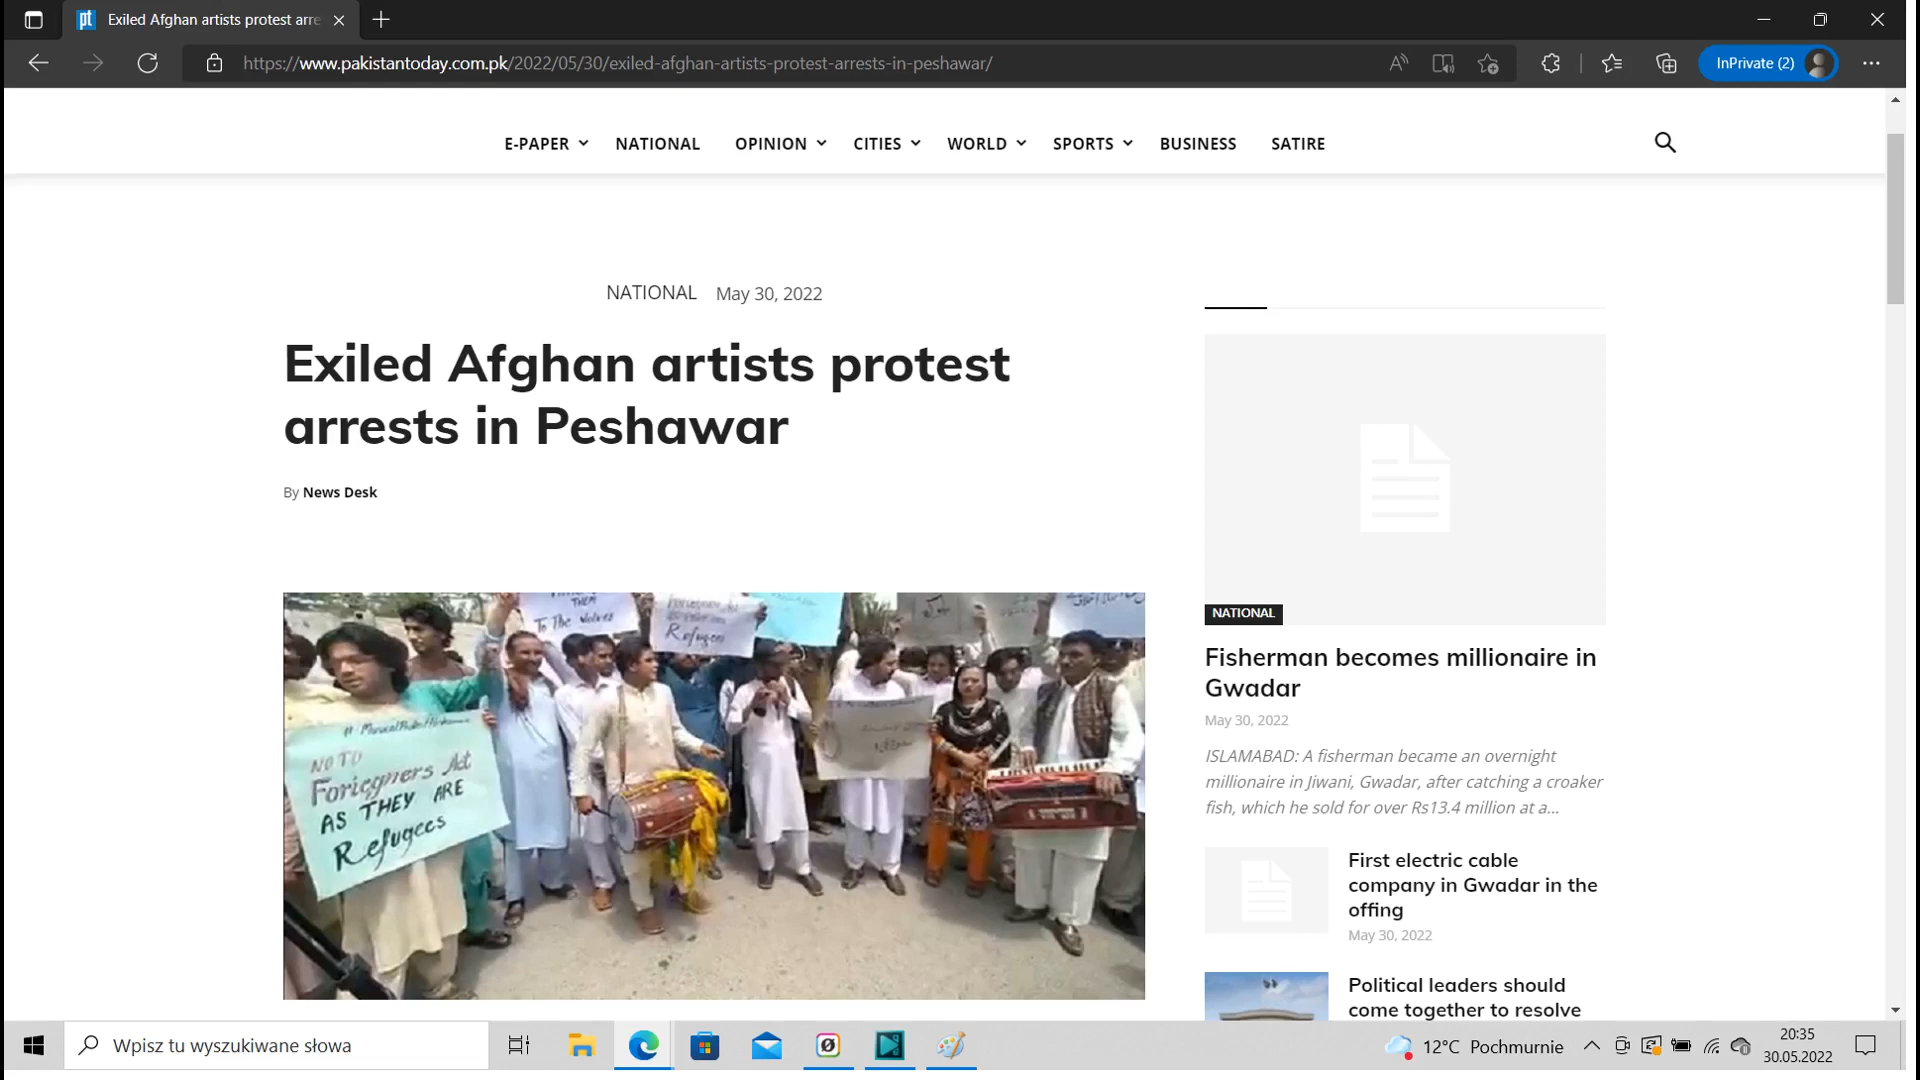 Exiled Afghan artists protest arre
https://www.pakistantoday.com.pk/2022/05/30/exiled-afghan-artists-protest-arrests-in-peshawar/
InPrivate (2)
E-PAPER NATIONAL OPINION CITIES WORLD SPORTS BUSINESS SATIRE
NATIONAL May 30, 2022
Exiled Afghan artists protest
arrests in Peshawar
By News Desk
THEM
To The Wolves
Refugees
NO TO
Foriegners Act
AS THEY ARE
Refugees
NATIONAL
Fisherman becomes millionaire in
Gwadar
May 30, 2022
ISLAMABAD: A fisherman became an overnight
millionaire in Jiwani, Gwadar, after catching a croaker
fish, which he sold for over Rs13.4 million at a...
First electric cable
company in Gwadar in the
offing
May 30, 2022
Political leaders should
come together to resolve
Wpisz tu wyszukiwane słowa
12°C Pochmurnie
20:35
30.05.2022